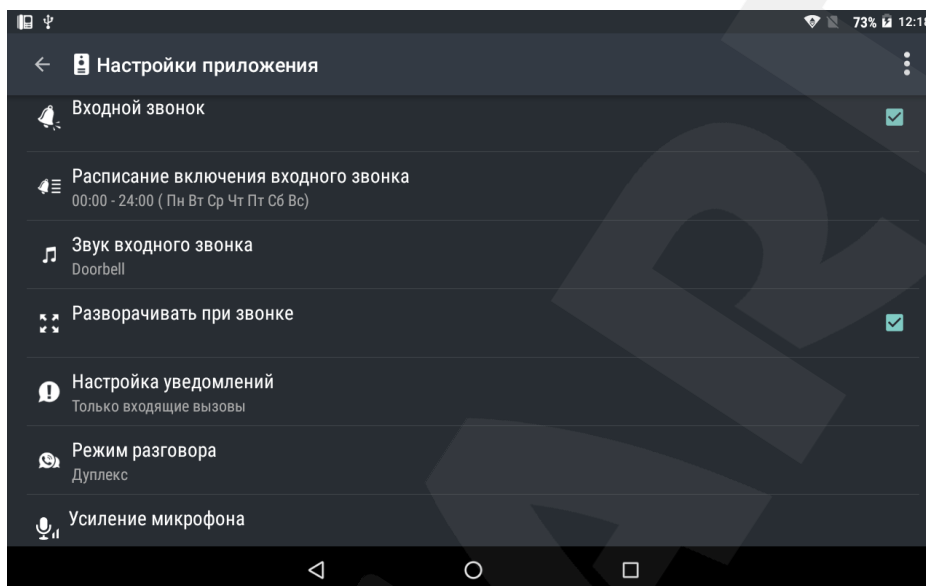 73% 12:18
Настройки приложения
Входной звонок
Расписание включения входного звонка
00:00 - 24:00 ( Пн Вт Ср Чт Пт Сб Вс)
Звук входного звонка
Doorbell
Разворачивать при звонке
Настройка уведомлений
Только входящие вызовы
Режим разговора
Дуплекс
Усиление микрофона